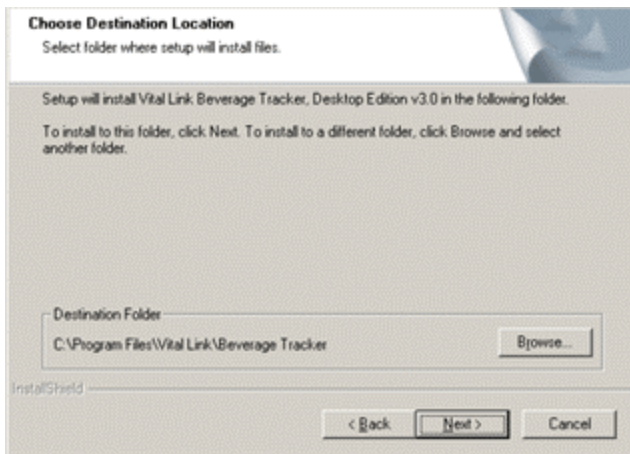 Choose Destination Location
Select folder where setup will install files.
Setup will install Vital Link Beverage Tracker, Desktop Edition v3.0 in the following folder.
To install to this folder, click Next. To install to a different folder, click Browse and select
another folder.
Destination Folder
C:\Program Files\Vital Link\Beverage Tracker
Browse...
InstallShield
< Back
Next >
Cancel